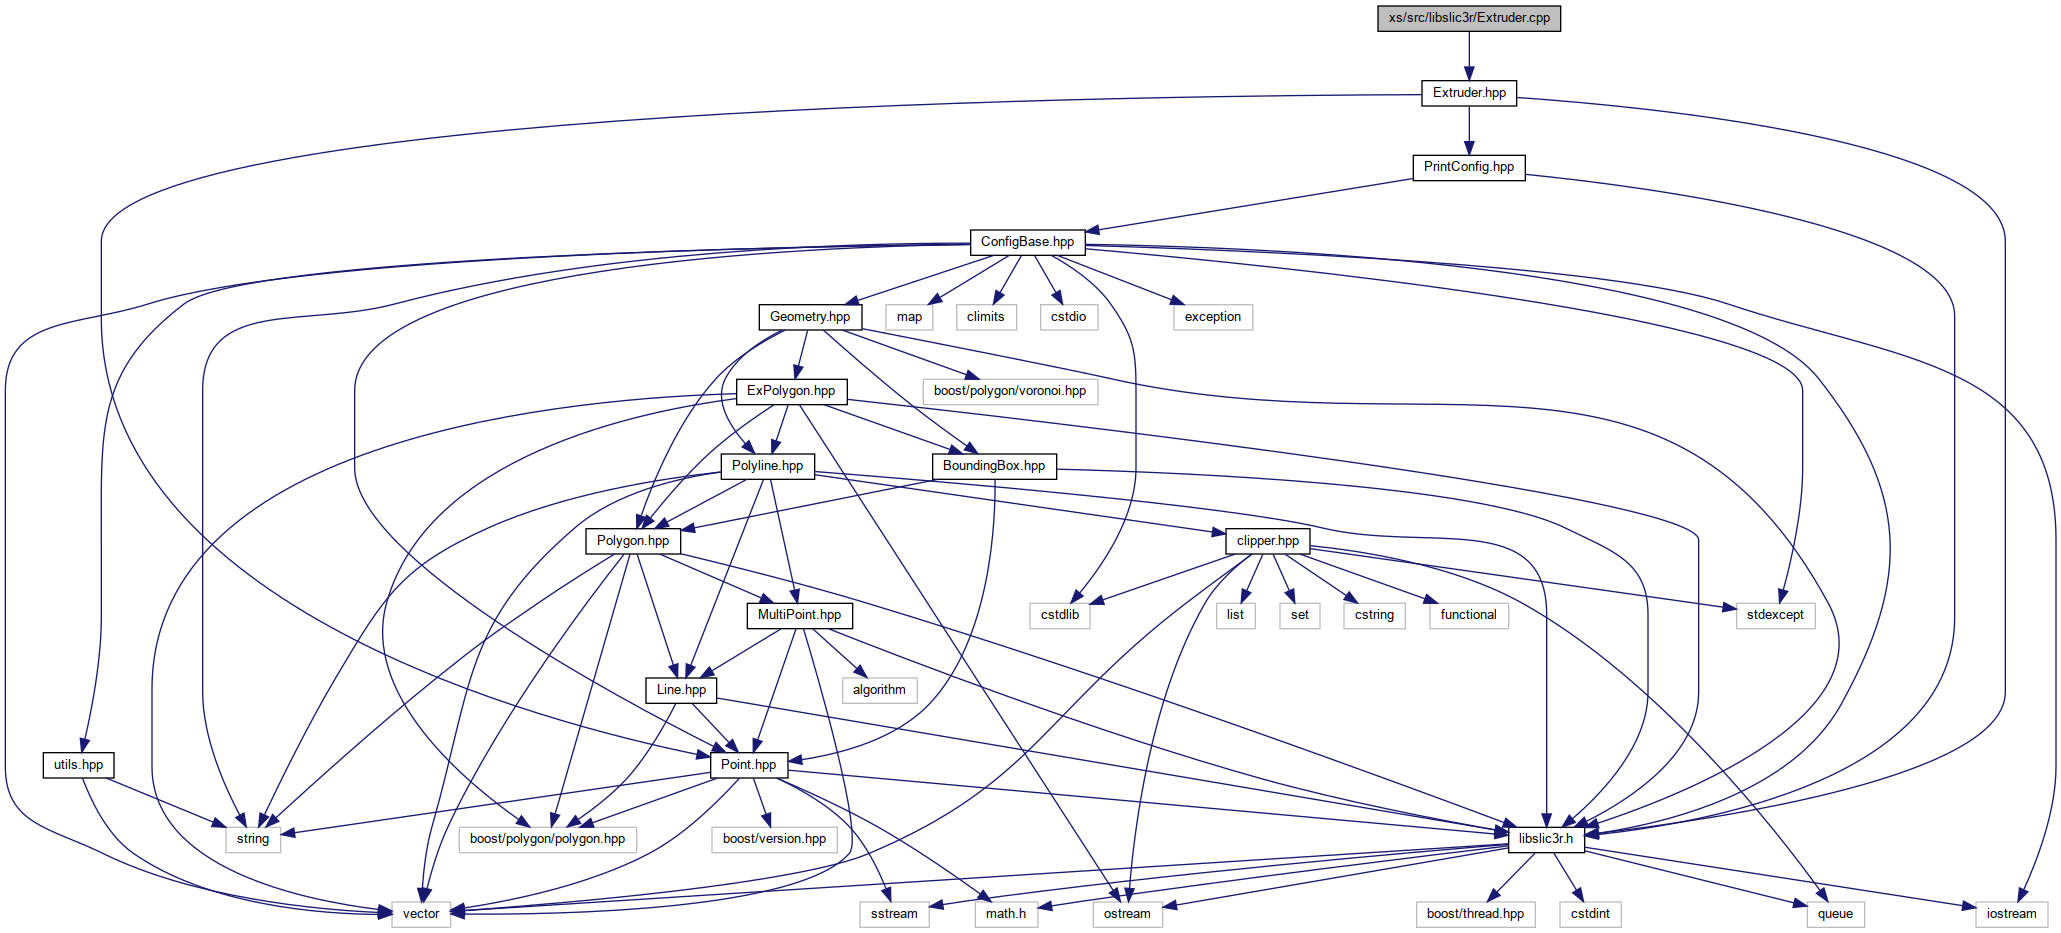 xs/src/libslic3r/Extruder.cpp
Extruder.hpp
PrintConfig.hpp
ConfigBase.hpp
Geometry.hpp
map
climits
cstdio
exception
ExPolygon.hpp
boost/polygon/voronoi.hpp
Polyline.hpp
BoundingBox.hpp
Polygon.hpp
clipper.hpp
MultiPoint.hpp
cstdlib
list
set
cstring
functional
stdexcept
Line.hpp
algorithm
utils.hpp
Point.hpp
string
boost/polygon/polygon.hpp
boost/version.hpp
libslic3r.h
vector
sstream
math.h
ostream
boost/thread.hpp
cstdint
queue
iostream